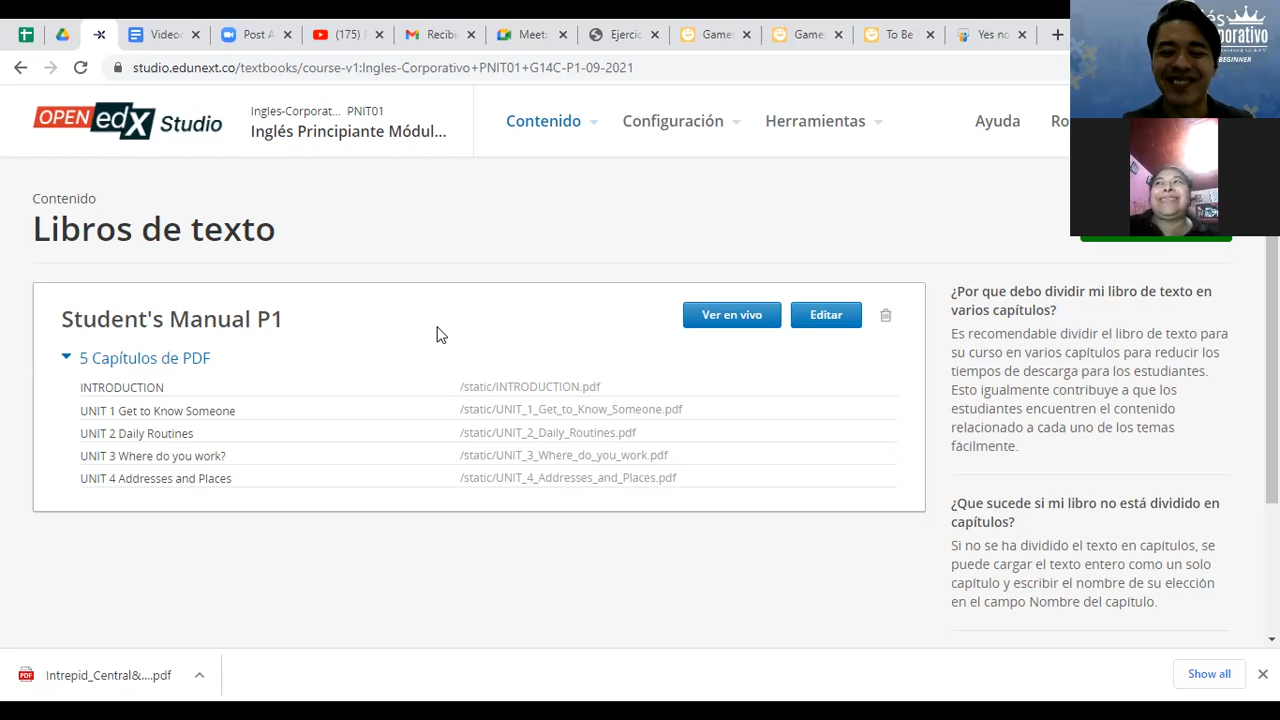 Video
Post A
(175)
Recib
Meet
Ejerci
Game
Game
To Be
Yes no
studio.edunext.co/textbooks/course-v1:Ingles-Corporativo+PNIT01+G14C-P1-09-2021
OPEN edX Studio
Ingles-Corporat... PNIT01
Inglés Principiante Módul...
Contenido
Configuración
Herramientas
Ayuda
Ro
BEGINNER
Contenido
Libros de texto
Student's Manual P1
Ver en vivo
Editar
5 Capítulos de PDF
INTRODUCTION /static/INTRODUCTION.pdf
UNIT 1 Get to Know Someone /static/UNIT_1_Get_to_Know_Someone.pdf
UNIT 2 Daily Routines /static/UNIT_2_Daily_Routines.pdf
UNIT 3 Where do you work? /static/UNIT_3_Where_do_you_work.pdf
UNIT 4 Addresses and Places /static/UNIT_4_Addresses_and_Places.pdf
¿Por que debo dividir mi libro de texto en
varios capítulos?
Es recomendable dividir el libro de texto para
su curso en varios capítulos para reducir los
tiempos de descarga para los estudiantes.
Esto igualmente contribuye a que los
estudiantes encuentren el contenido
relacionado a cada uno de los temas
fácilmente.
¿Que sucede si mi libro no está dividido en
capítulos?
Si no se ha dividido el texto en capítulos, se
puede cargar el texto entero como un solo
capítulo y escribir el nombre de su elección
en el campo Nombre del capítulo.
Intrepid_Central&....pdf
Show all